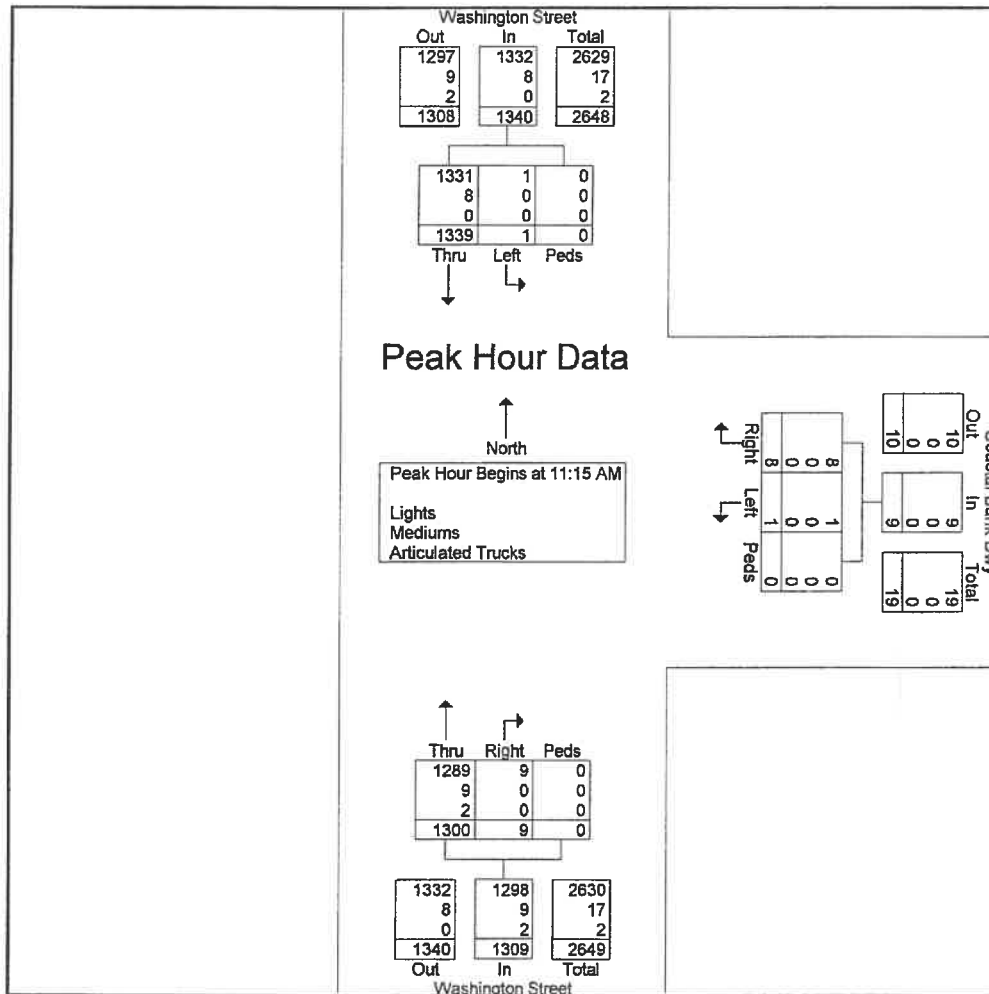 Washington Street
Out In Total
1297 1332 2629
9 8 17
2 0 2
1308 1340 2648
1331 1 0
8 0 0
0 0 0
1339 1 0
Thru Left Peds
Peak Hour Data
North
Peak Hour Begins at 11:15 AM
Lights
Mediums
Articulated Trucks
Out In Total
10 9 19
0 0 0
0 0 0
10 9 19
8 1 0
0 0 0
0 0 0
8 1 0
Right Left Peds
Thru Right Peds
1289 9 0
9 0 0
2 0 0
1300 9 0
1332 1298 2630
8 9 17
0 2 2
1340 1309 2649
Out In Total
Washington Street